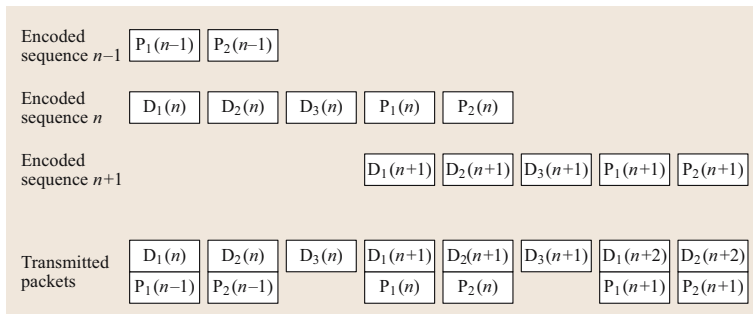 Encoded
sequence n–1
P₁(n–1) P₂(n–1)
Encoded
sequence n
D₁(n) D₂(n) D₃(n) P₁(n) P₂(n)
Encoded
sequence n+1
D₁(n+1) D₂(n+1) D₃(n+1) P₁(n+1) P₂(n+1)
Transmitted
packets
D₁(n) D₂(n) D₃(n) D₁(n+1) D₂(n+1) D₃(n+1) D₁(n+2) D₂(n+2)
P₁(n–1) P₂(n–1) P₁(n) P₂(n) P₁(n+1) P₂(n+1)